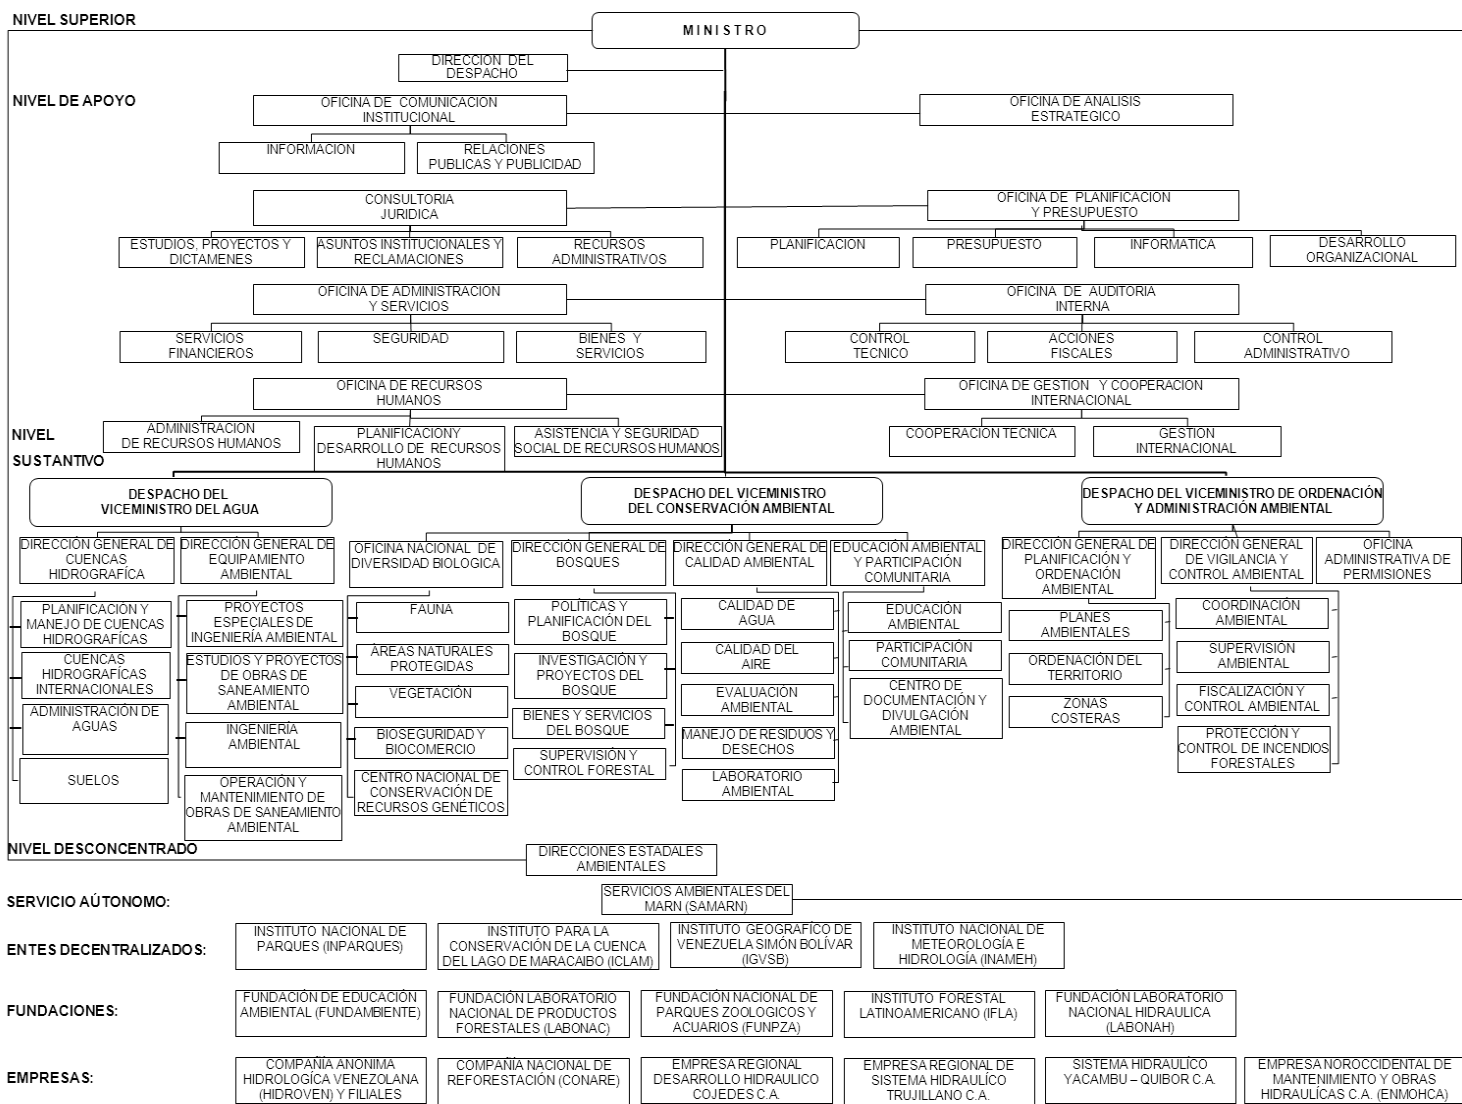 NIVEL SUPERIOR
MINISTRO
DIRECCION DEL
DESPACHO
NIVEL DE APOYO
OFICINA DE COMUNICACION
INSTITUCIONAL
OFICINA DE ANALISIS
ESTRATEGICO
INFORMACION
RELACIONES
PUBLICAS Y PUBLICIDAD
CONSULTORIA
JURIDICA
OFICINA DE PLANIFICACION
Y PRESUPUESTO
ESTUDIOS, PROYECTOS Y
DICTAMENES
ASUNTOS INSTITUCIONALES Y
RECLAMACIONES
RECURSOS
ADMINISTRATIVOS
PLANIFICACION
PRESUPUESTO
INFORMATICA
DESARROLLO
ORGANIZACIONAL
OFICINA DE ADMINISTRACION
Y SERVICIOS
OFICINA DE AUDITORIA
INTERNA
SERVICIOS
FINANCIEROS
SEGURIDAD
BIENES Y
SERVICIOS
CONTROL
TECNICO
ACCIONES
FISCALES
CONTROL
ADMINISTRATIVO
OFICINA DE RECURSOS
HUMANOS
OFICINA DE GESTION Y COOPERACION
INTERNACIONAL
ADMINISTRACION
DE RECURSOS HUMANOS
PLANIFICACION Y
DESARROLLO DE RECURSOS
HUMANOS
ASISTENCIA Y SEGURIDAD
SOCIAL DE RECURSOS HUMANOS
COOPERACION TECNICA
GESTION
INTERNACIONAL
NIVEL
SUSTANTIVO
DESPACHO DEL
VICEMINISTRO DEL AGUA
DESPACHO DEL VICEMINISTRO
DEL CONSERVACIÓN AMBIENTAL
DESPACHO DEL VICEMINISTRO DE ORDENACIÓN
Y ADMINISTRACIÓN AMBIENTAL
DIRECCIÓN GENERAL DE
CUENCAS
HIDROGRAFÍCA
DIRECCIÓN GENERAL DE
EQUIPAMIENTO
AMBIENTAL
OFICINA NACIONAL DE
DIVERSIDAD BIOLOGICA
DIRECCIÓN GENERAL DE
BOSQUES
DIRECCIÓN GENERAL DE
CALIDAD AMBIENTAL
EDUCACIÓN AMBIENTAL
Y PARTICIPACIÓN
COMUNITARIA
DIRECCIÓN GENERAL DE
PLANIFICACIÓN Y
ORDENACIÓN
AMBIENTAL
DIRECCIÓN GENERAL
DE VIGILANCIA Y
CONTROL AMBIENTAL
OFICINA
ADMINISTRATIVA DE
PERMISIONES
PLANIFICACIÓN Y
MANEJO DE CUENCAS
HIDROGRAFÍCAS
CUENCAS
HIDROGRAFÍCAS
INTERNACIONALES
ADMINISTRACIÓN DE
AGUAS
SUELOS
PROYECTOS
ESPECIALES DE
INGENIERÍA AMBIENTAL
ESTUDIOS Y PROYECTOS
DE OBRAS DE
SANEAMIENTO
AMBIENTAL
INGENIERÍA
AMBIENTAL
OPERACIÓN Y
MANTENIMIENTO DE
OBRAS DE SANEAMIENTO
AMBIENTAL
FAUNA
ÁREAS NATURALES
PROTEGIDAS
VEGETACIÓN
BIOSEGURIDAD Y
BIOCOMERCIO
CENTRO NACIONAL DE
CONSERVACIÓN DE
RECURSOS GENÉTICOS
POLÍTICAS Y
PLANIFICACIÓN DEL
BOSQUE
INVESTIGACIÓN Y
PROYECTOS DEL
BOSQUE
BIENES Y SERVICIOS
DEL BOSQUE
SUPERVISIÓN Y
CONTROL FORESTAL
CALIDAD DE
AGUA
CALIDAD DEL
AIRE
EVALUACIÓN
AMBIENTAL
MANEJO DE RESIDUOS Y
DESECHOS
LABORATORIO
AMBIENTAL
EDUCACIÓN
AMBIENTAL
PARTICIPACIÓN
COMUNITARIA
CENTRO DE
DOCUMENTACIÓN Y
DIVULGACIÓN
AMBIENTAL
PLANES
AMBIENTALES
ORDENACIÓN DEL
TERRITORIO
ZONAS
COSTERAS
COORDINACIÓN
AMBIENTAL
SUPERVISIÓN
AMBIENTAL
FISCALIZACIÓN Y
CONTROL AMBIENTAL
PROTECCIÓN Y
CONTROL DE INCENDIOS
FORESTALES
NIVEL DESCONCENTRADO
DIRECCIONES ESTADALES
AMBIENTALES
SERVICIO AÚTONOMO:
SERVICIOS AMBIENTALES DEL
MARN (SAMARN)
ENTES DECENTRALIZADOS:
INSTITUTO NACIONAL DE
PARQUES (INPARQUES)
INSTITUTO PARA LA
CONSERVACIÓN DE LA CUENCA
DEL LAGO DE MARACAIBO (ICLAM)
INSTITUTO GEOGRAFÍCO DE
VENEZUELA SIMÓN BOLÍVAR
(IGVSB)
INSTITUTO NACIONAL DE
METEOROLOGÍA E
HIDROLOGÍA (INAMEH)
FUNDACIONES:
FUNDACIÓN DE EDUCACIÓN
AMBIENTAL (FUNDAMBIENTE)
FUNDACIÓN LABORATORIO
NACIONAL DE PRODUCTOS
FORESTALES (LABONAC)
FUNDACIÓN NACIONAL DE
PARQUES ZOOLOGICOS Y
ACUARIOS (FUNPZA)
INSTITUTO FORESTAL
LATINOAMERICANO (IFLA)
FUNDACIÓN LABORATORIO
NACIONAL HIDRAULICA
(LABONAH)
EMPRESAS:
COMPAÑÍA ANONIMA
HIDROLOGÍCA VENEZOLANA
(HIDROVEN) Y FILIALES
COMPAÑÍA NACIONAL DE
REFORESTACIÓN (CONARE)
EMPRESA REGIONAL
DESARROLLO HIDRAULICO
COJEDES C.A.
EMPRESA REGIONAL DE
SISTEMA HIDRAULÍCO
TRUJILLANO C.A.
SISTEMA HIDRAULÍCO
YACAMBU – QUIBOR C.A.
EMPRESA NOROCCIDENTAL DE
MANTENIMIENTO Y OBRAS
HIDRAULÍCAS C.A. (ENMOHCA)